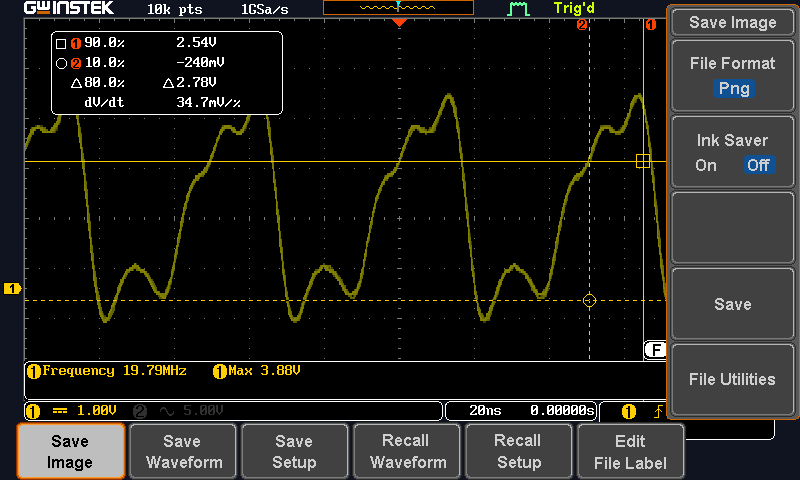 GWINSTEK 10k pts 1GSa/s Trig'd
2 1
1 90.0% 2.54V
2 10.0% -240mV
△80.0% △2.78V
dV/dt 34.7mV/%
1
F
1 Frequency 19.79MHz 1 Max 3.88V
1 1.00V 2 5.00V 20ns 0.00000s 1
Save Image
File Format
Png
Ink Saver
On Off
Save
File Utilities
Save Image
Save Waveform
Save Setup
Recall Waveform
Recall Setup
Edit File Label